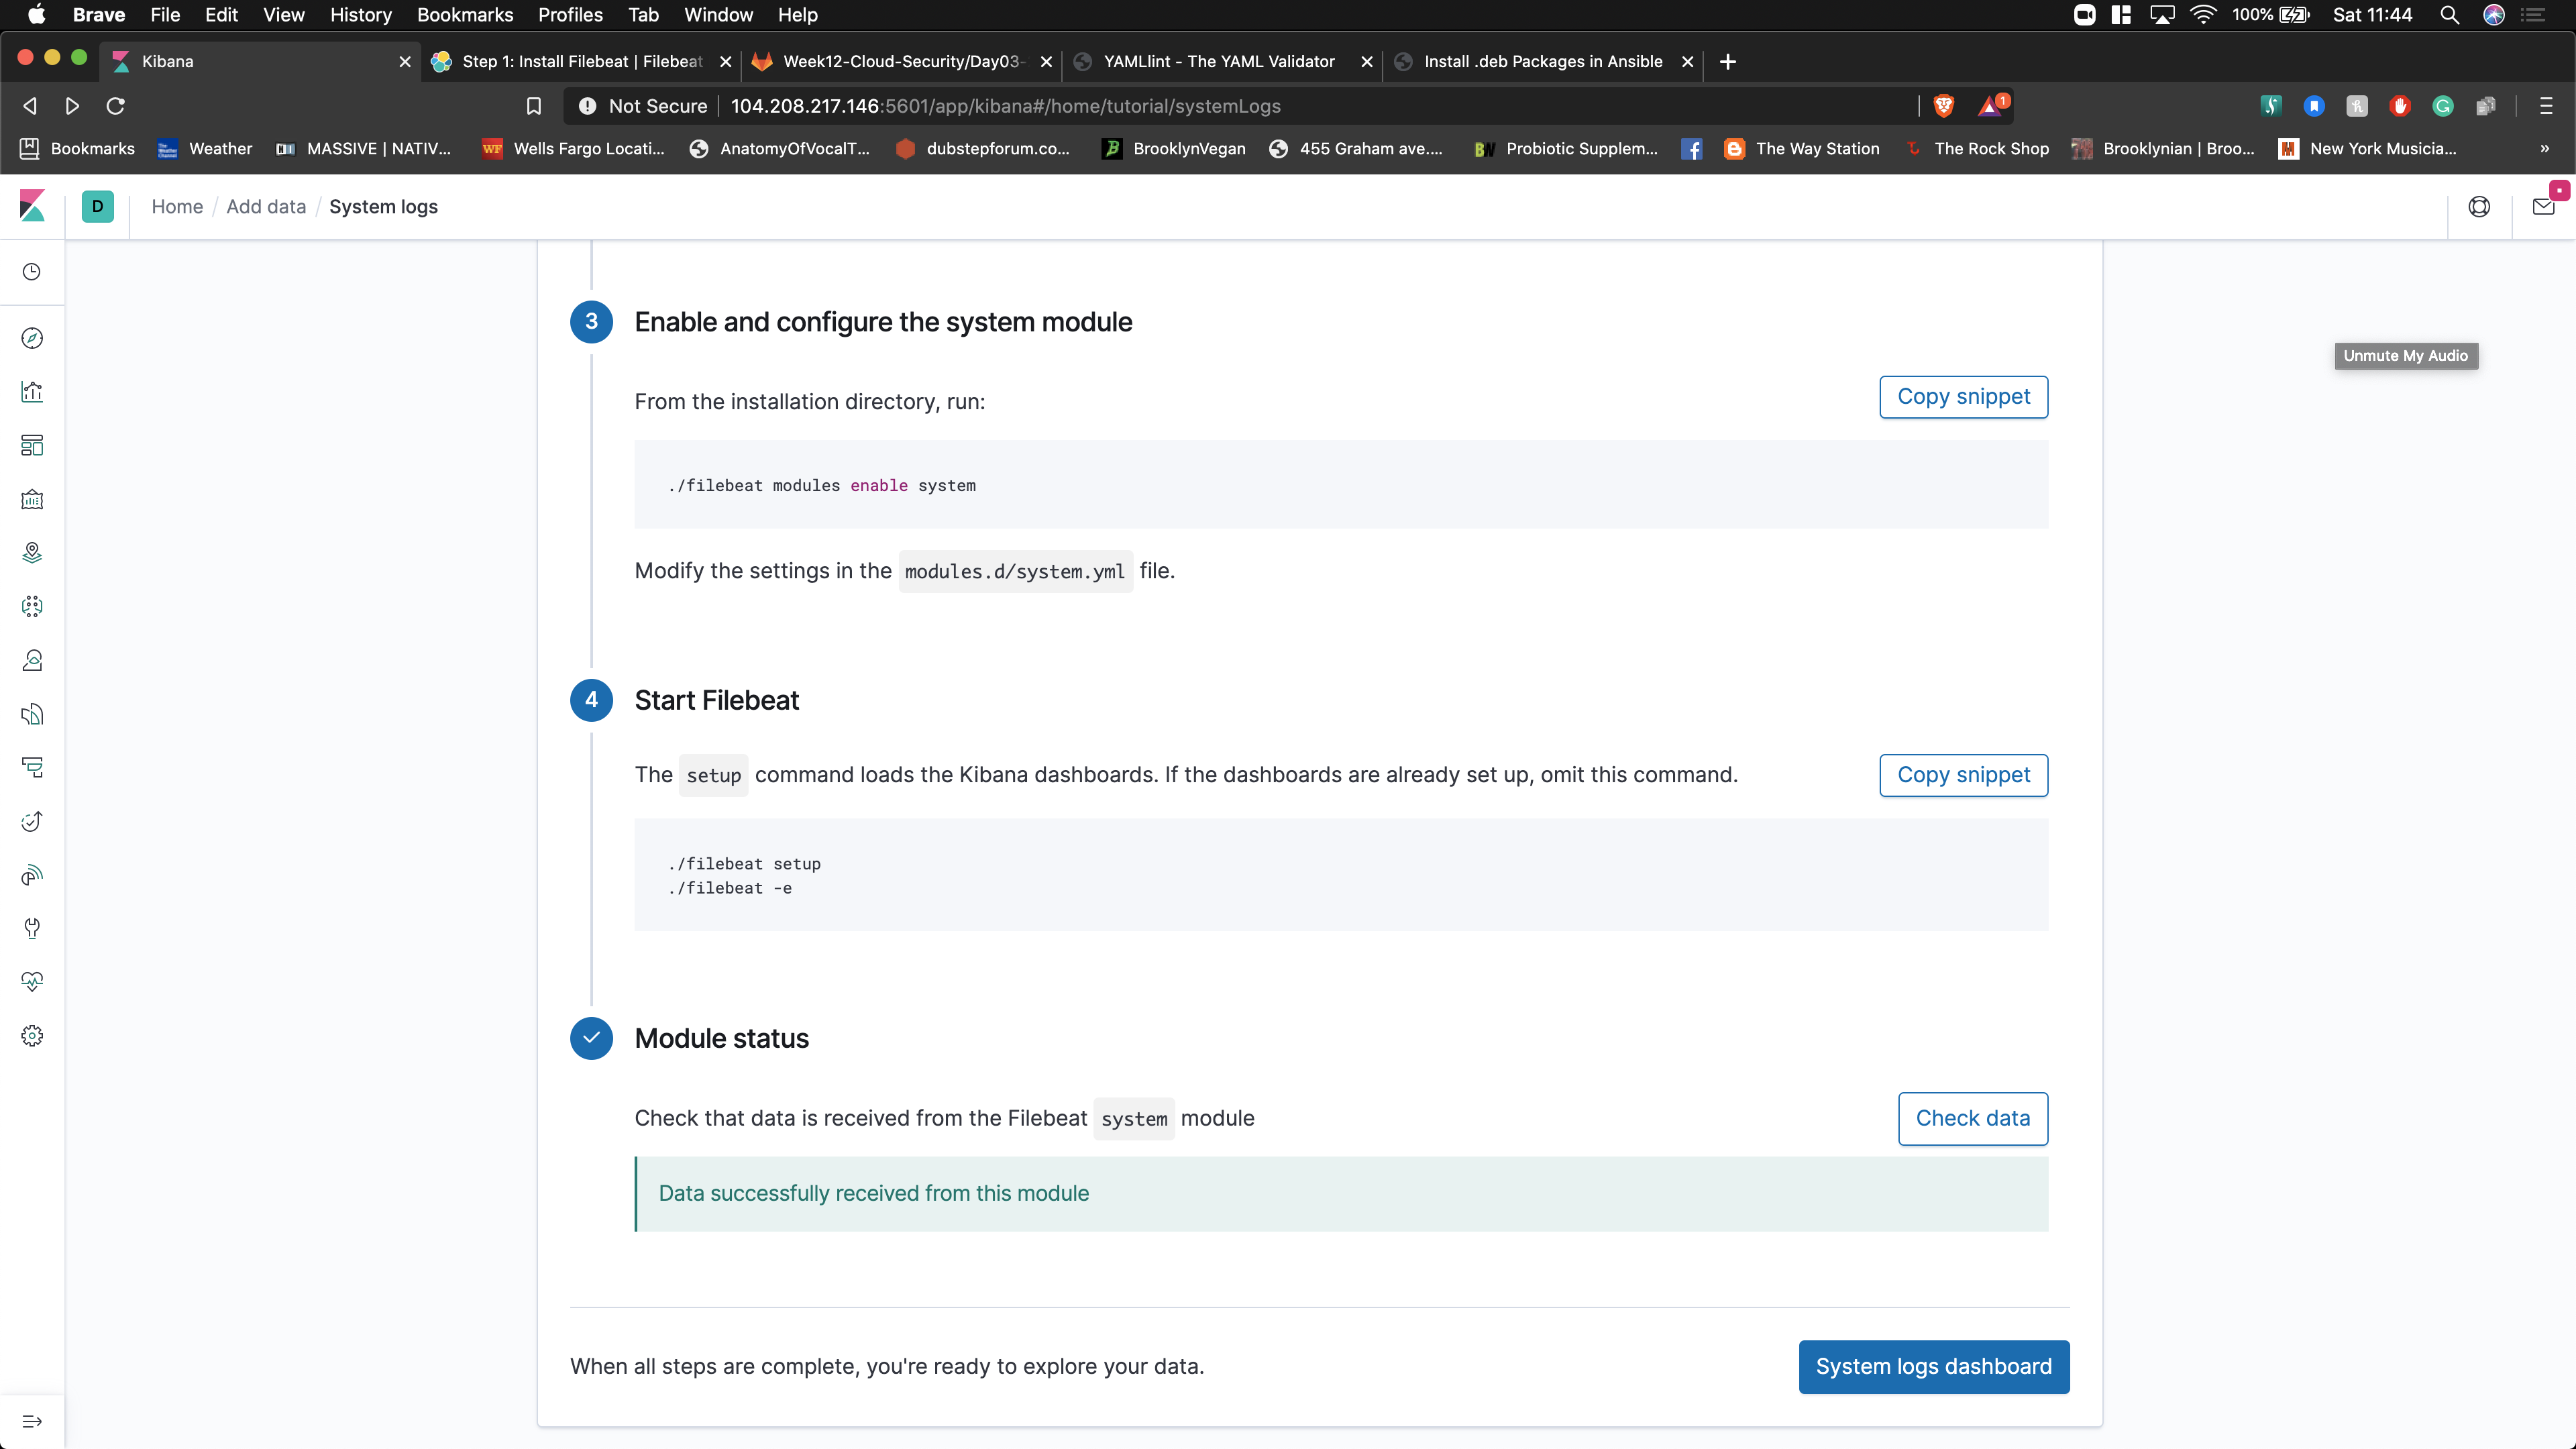 Brave File Edit View History Bookmarks Profiles Tab Window Help 100% Sat 11:44
Kibana Step 1: Install Filebeat | Filebeat Week12-Cloud-Security/Day03- YAMLlint - The YAML Validator Install .deb Packages in Ansible
Not Secure 104.208.217.146:5601/app/kibana#/home/tutorial/systemLogs 1
Bookmarks Weather MASSIVE | NATIV... WF Wells Fargo Locati... AnatomyOfVocalT... dubstepforum.co... BrooklynVegan 455 Graham ave.... BW Probiotic Supplem... The Way Station The Rock Shop Brooklynian | Broo... New York Musicia... »
D Home / Add data / System logs
3 Enable and configure the system module
Unmute My Audio
From the installation directory, run:
Copy snippet
./filebeat modules enable system
Modify the settings in the modules.d/system.yml file.
4 Start Filebeat
The setup command loads the Kibana dashboards. If the dashboards are already set up, omit this command.
Copy snippet
./filebeat setup
./filebeat -e
Module status
Check that data is received from the Filebeat system module
Check data
Data successfully received from this module
When all steps are complete, you're ready to explore your data.
System logs dashboard